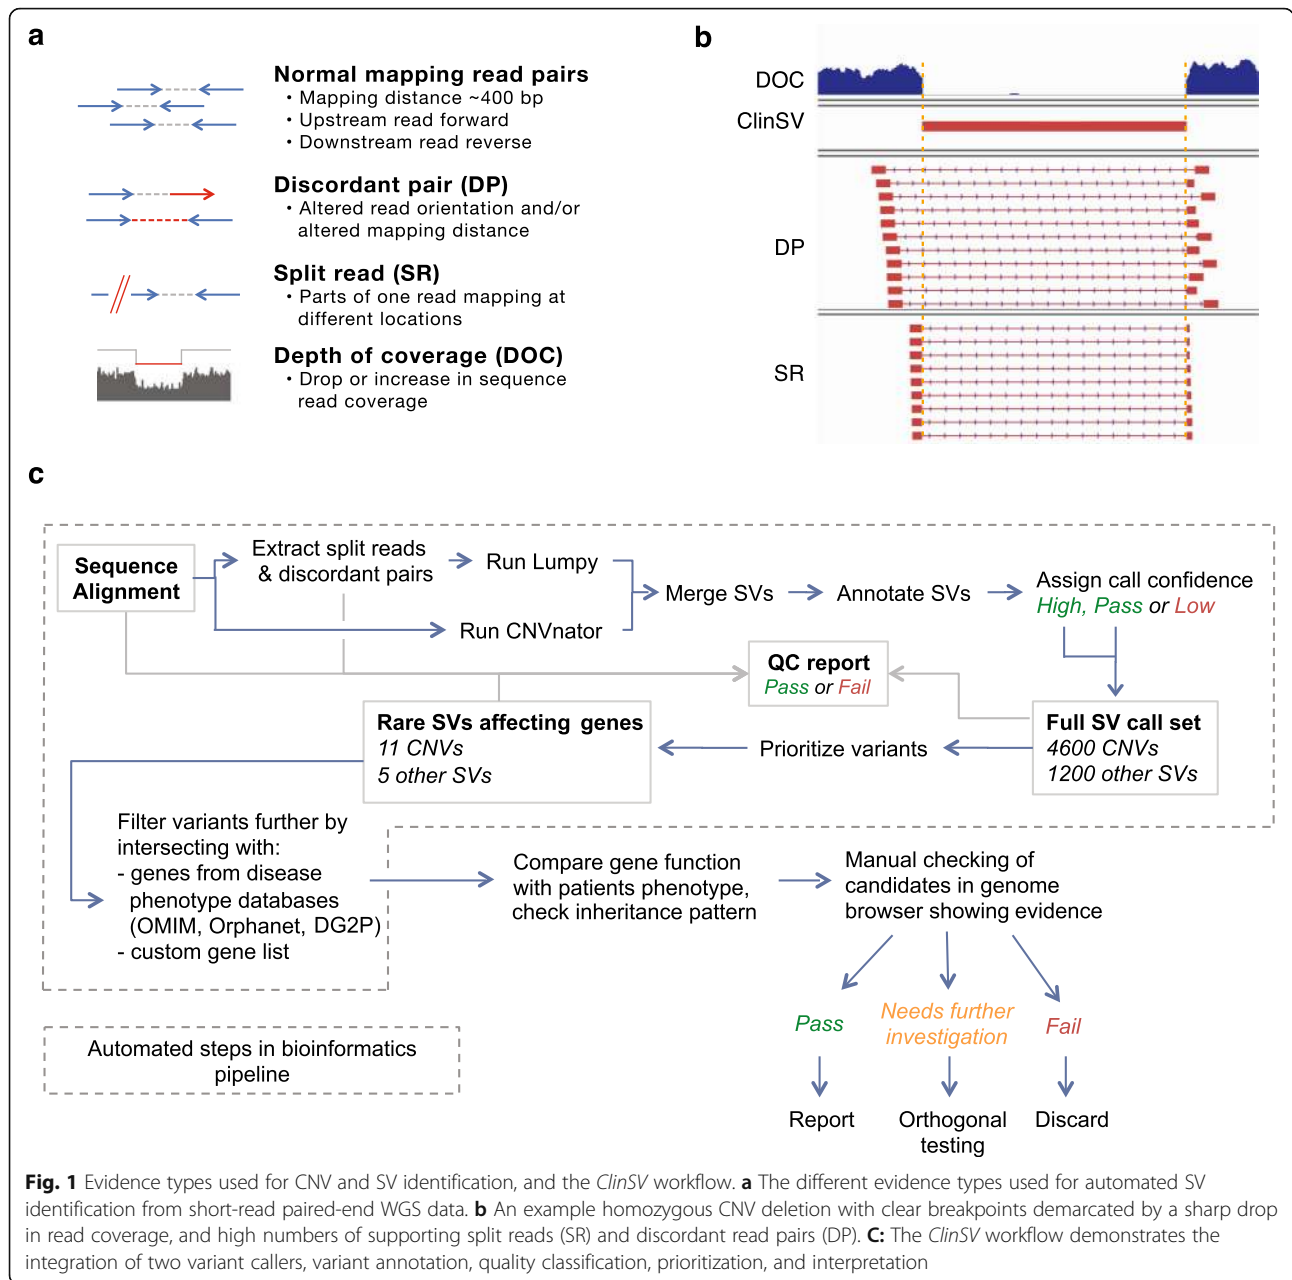 a
Normal mapping read pairs
• Mapping distance ~400 bp
• Upstream read forward
• Downstream read reverse
Discordant pair (DP)
• Altered read orientation and/or
altered mapping distance
Split read (SR)
• Parts of one read mapping at
different locations
Depth of coverage (DOC)
• Drop or increase in sequence
read coverage
b
DOC
ClinSV
DP
SR
c
Sequence
Alignment
Extract split reads
& discordant pairs
Run Lumpy
Run CNVnator
Merge SVs
Annotate SVs
Assign call confidence
High, Pass or Low
QC report
Pass or Fail
Full SV call set
4600 CNVs
1200 other SVs
Prioritize variants
Rare SVs affecting genes
11 CNVs
5 other SVs
Filter variants further by
intersecting with:
- genes from disease
phenotype databases
(OMIM, Orphanet, DG2P)
- custom gene list
Compare gene function
with patients phenotype,
check inheritance pattern
Manual checking of
candidates in genome
browser showing evidence
Pass
Needs further
investigation
Fail
Report
Orthogonal
testing
Discard
Automated steps in bioinformatics
pipeline
Fig. 1 Evidence types used for CNV and SV identification, and the ClinSV workflow. a The different evidence types used for automated SV
identification from short-read paired-end WGS data. b An example homozygous CNV deletion with clear breakpoints demarcated by a sharp drop
in read coverage, and high numbers of supporting split reads (SR) and discordant read pairs (DP). C: The ClinSV workflow demonstrates the
integration of two variant callers, variant annotation, quality classification, prioritization, and interpretation